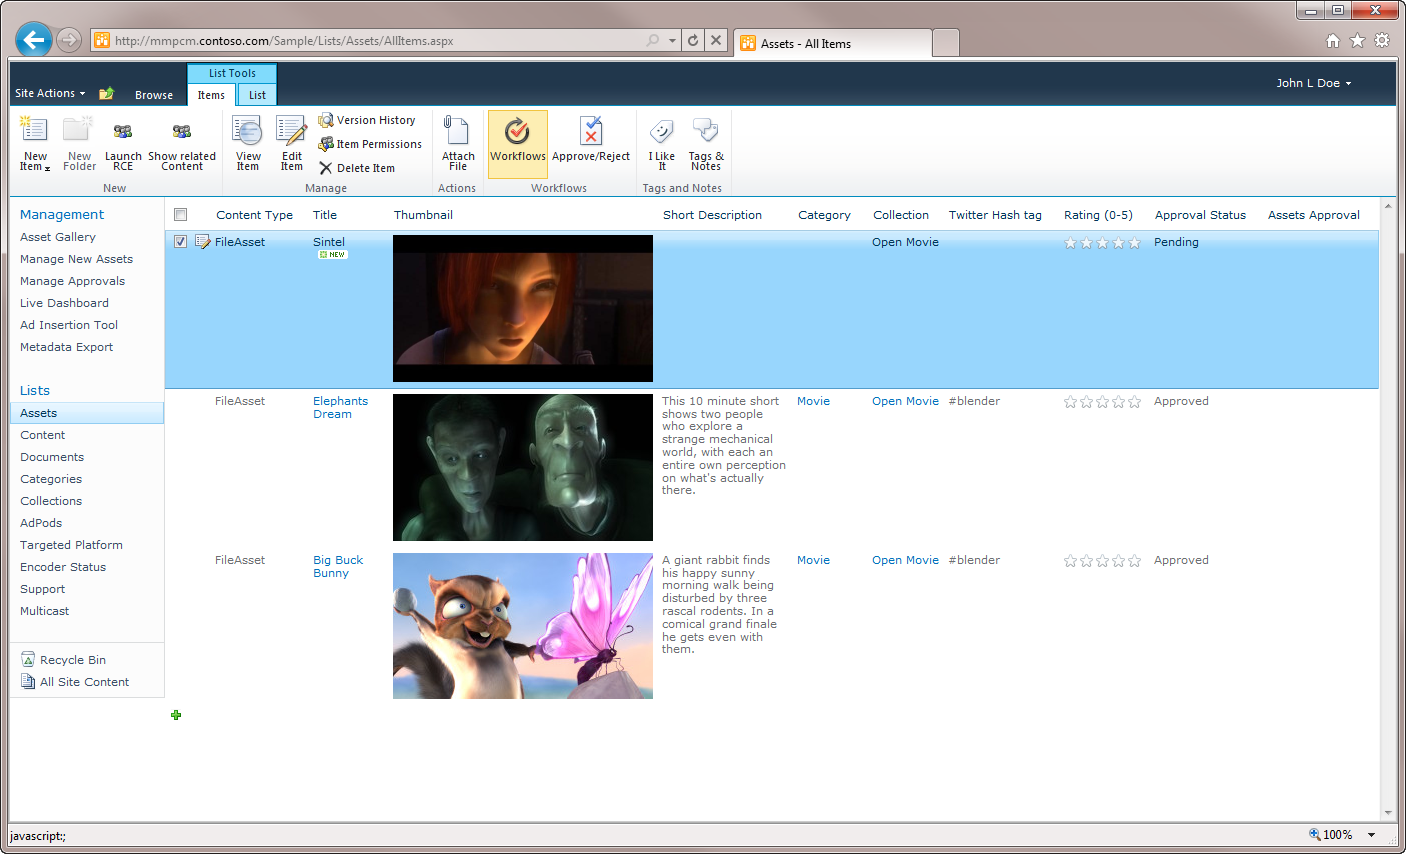 http://mmpcm.contoso.com/Sample/Lists/Assets/AllItems.aspx
Assets - All Items
List Tools
Site Actions
Browse
Items
List
John L Doe
New Item
New Folder
Launch RCE
Show related Content
New
View Item
Edit Item
Version History
Item Permissions
Delete Item
Manage
Attach File
Actions
Workflows
Approve/Reject
Workflows
I Like It
Tags & Notes
Tags and Notes
Management
Asset Gallery
Manage New Assets
Manage Approvals
Live Dashboard
Ad Insertion Tool
Metadata Export
Lists
Assets
Content
Documents
Categories
Collections
AdPods
Targeted Platform
Encoder Status
Support
Multicast
Recycle Bin
All Site Content
Content Type Title Thumbnail Short Description Category Collection Twitter Hash tag Rating (0-5) Approval Status Assets Approval
FileAsset Sintel Open Movie Pending
NEW
FileAsset
Elephants
Dream
This 10 minute short
shows two people
who explore a
strange mechanical
world, with each an
entire own perception
on what's actually
there.
Movie
Open Movie
#blender
Approved
FileAsset
Big Buck
Bunny
A giant rabbit finds
his happy sunny
morning walk being
disturbed by three
rascal rodents. In a
comical grand finale
he gets even with
them.
Movie
Open Movie
#blender
Approved
javascript:;
100%